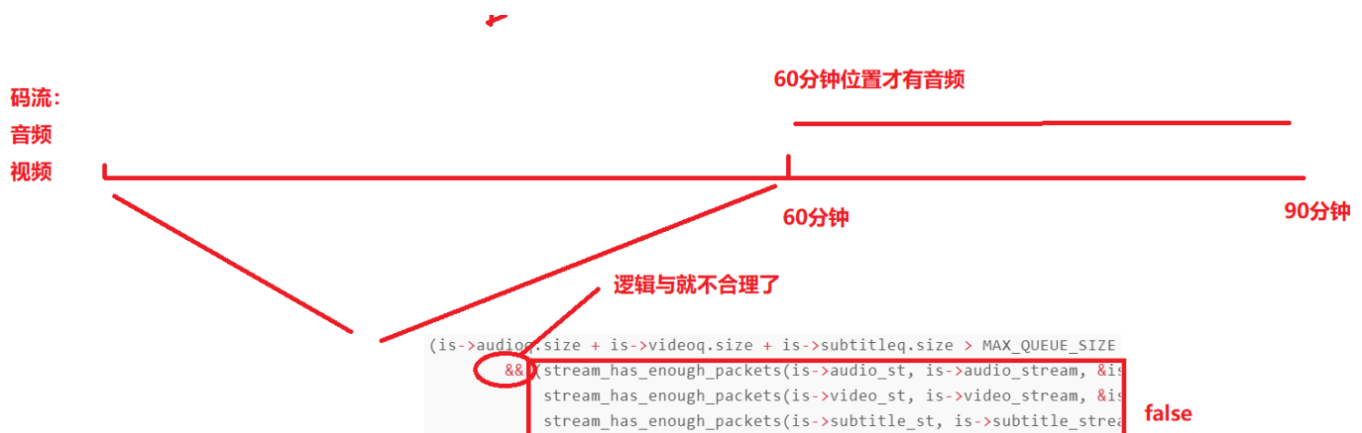 60分钟位置才有音频
码流：
音频
视频
60分钟
90分钟
逻辑与就不合理了
(is->audioq.size + is->videoq.size + is->subtitleq.size > MAX_QUEUE_SIZE
&& (stream_has_enough_packets(is->audio_st, is->audio_stream, &is
stream_has_enough_packets(is->video_st, is->video_stream, &is
stream_has_enough_packets(is->subtitle_st, is->subtitle_strea
false